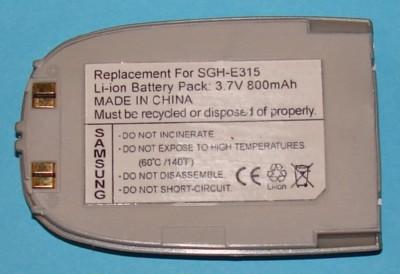 Replacement For SGH-E315
Li-ion Battery Pack: 3.7V 800mAh
MADE IN CHINA
Must be recycled or disposed of properly.
SAMSUNG
- DO NOT INCINERATE.
- DO NOT EXPOSE TO HIGH TEMPERATURES.
(60℃/140℉)
- DO NOT DISASSEMBLE.
- DO NOT SHORT-CIRCUIT.
CE
Li-ion